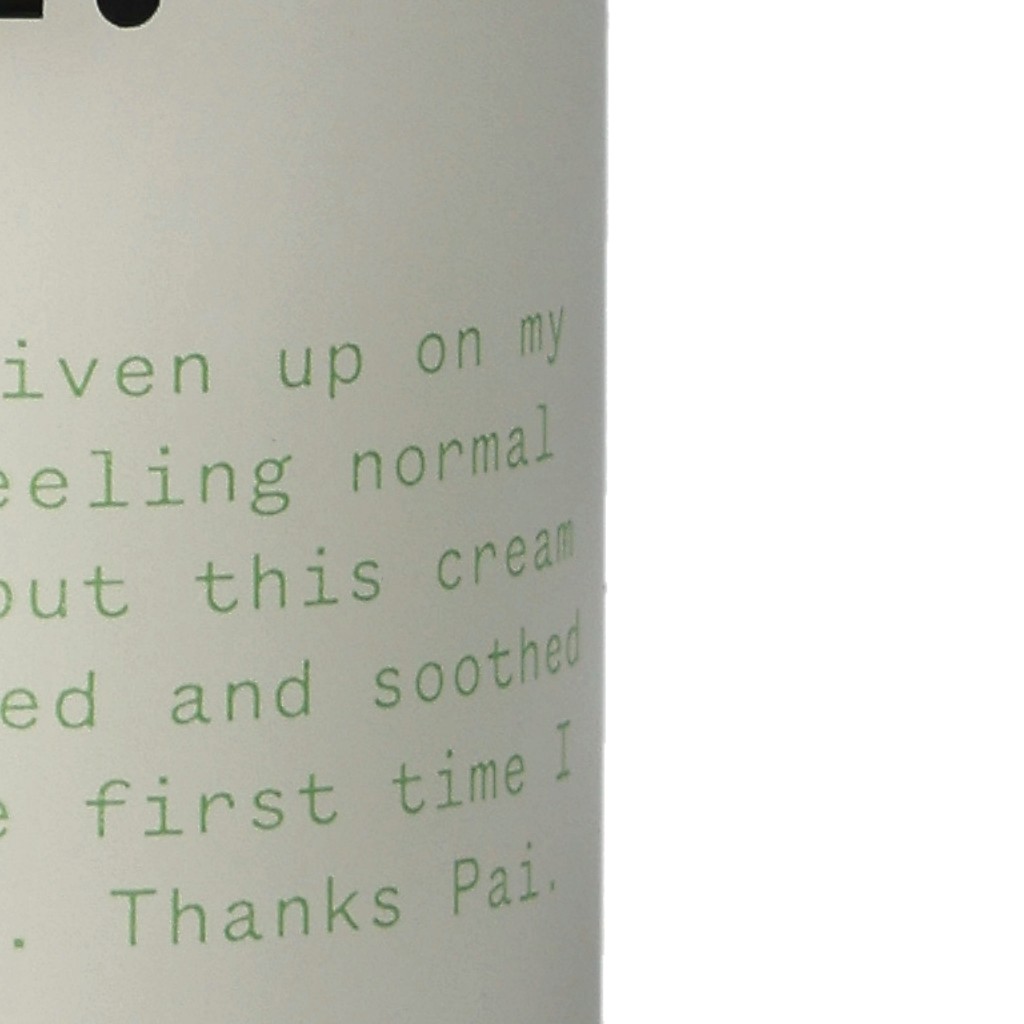 iven up on my
eeling normal
out this cream
ed and soothed
e first time I
. Thanks Pai.